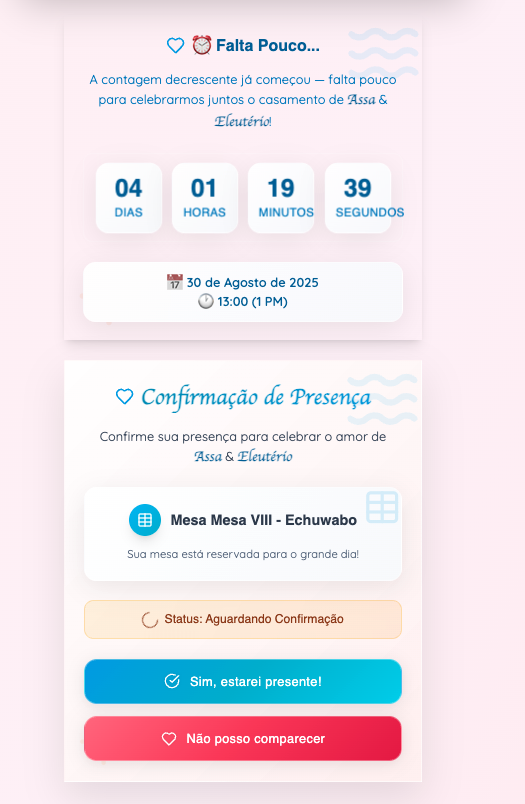 ⏰ Falta Pouco...
A contagem decrescente já começou — falta pouco
para celebrarmos juntos o casamento de Assa &
Eleutério!
04 01 19 39
DIAS HORAS MINUTOS SEGUNDOS
📅 30 de Agosto de 2025
🕐 13:00 (1 PM)
Confirmação de Presença
Confirme sua presença para celebrar o amor de
Assa & Eleutério
Mesa Mesa VIII - Echuwabo
Sua mesa está reservada para o grande dia!
Status: Aguardando Confirmação
Sim, estarei presente!
Não posso comparecer